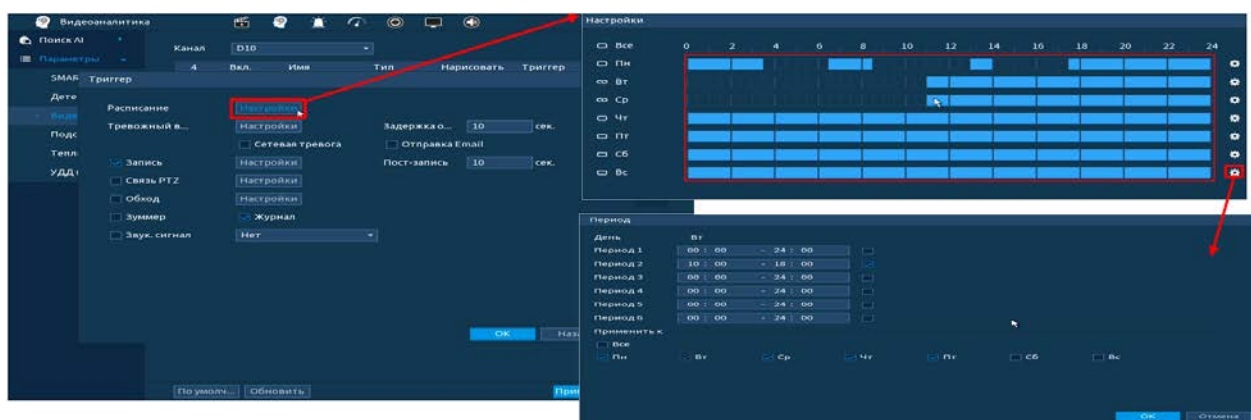 Видеоаналитика
Поиск AI
Параметры
SMAR
Дете
Виде
Подс
Тепл
УДД
Канал D10
4 Вкл. Имя Тип Нарисовать Триггер
Триггер
Расписание Настройки
Тревожный в... Настройки Задержка о... 10 сек.
Сетевая тревога Отправка Email
Запись Настройки Пост-запись 10 сек.
Связь PTZ Настройки
Обход Настройки
Зуммер Журнал
Звук. сигнал Нет
OK Наза
По умолч... Обновить При
Настройки
Все 0 2 4 6 8 10 12 14 16 18 20 22 24
Пн
Вт
Ср
Чт
Пт
Сб
Вс
Период
День Вт
Период 1 00 : 00 - 24 : 00
Период 2 10 : 00 - 18 : 00
Период 3 00 : 00 - 24 : 00
Период 4 00 : 00 - 24 : 00
Период 5 00 : 00 - 24 : 00
Период 6 00 : 00 - 24 : 00
Применить к
Все
Пн Вт Ср Чт Пт Сб Вс
OK Отмена